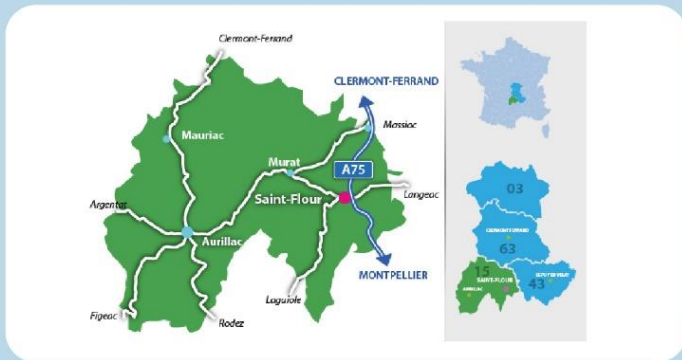 Clermont-Ferrand
CLERMONT-FERRAND
Massiac
Mauriac
Murat
A75
Saint-Flour
Langeac
Argentat
Aurillac
MONTPELLIER
Laguiole
Figeac
Rodez
03
CLERMONT-FERRAND
63
15
SAINT-FLOUR
AURILLAC
43